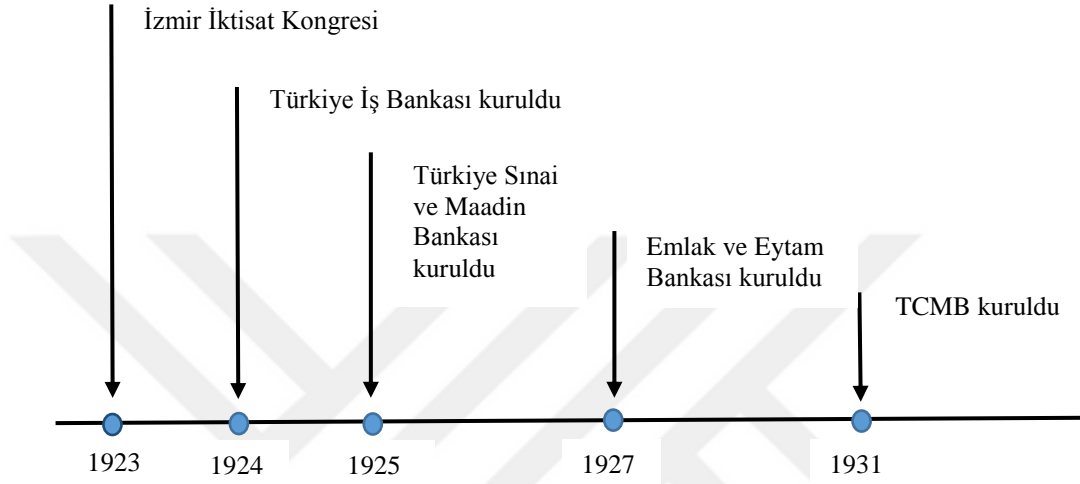 İzmir İktisat Kongresi
Türkiye İş Bankası kuruldu
Türkiye Sınai
ve Maadin
Bankası
kuruldu
Emlak ve Eytam
Bankası kuruldu
TCMB kuruldu
1923
1924
1925
1927
1931